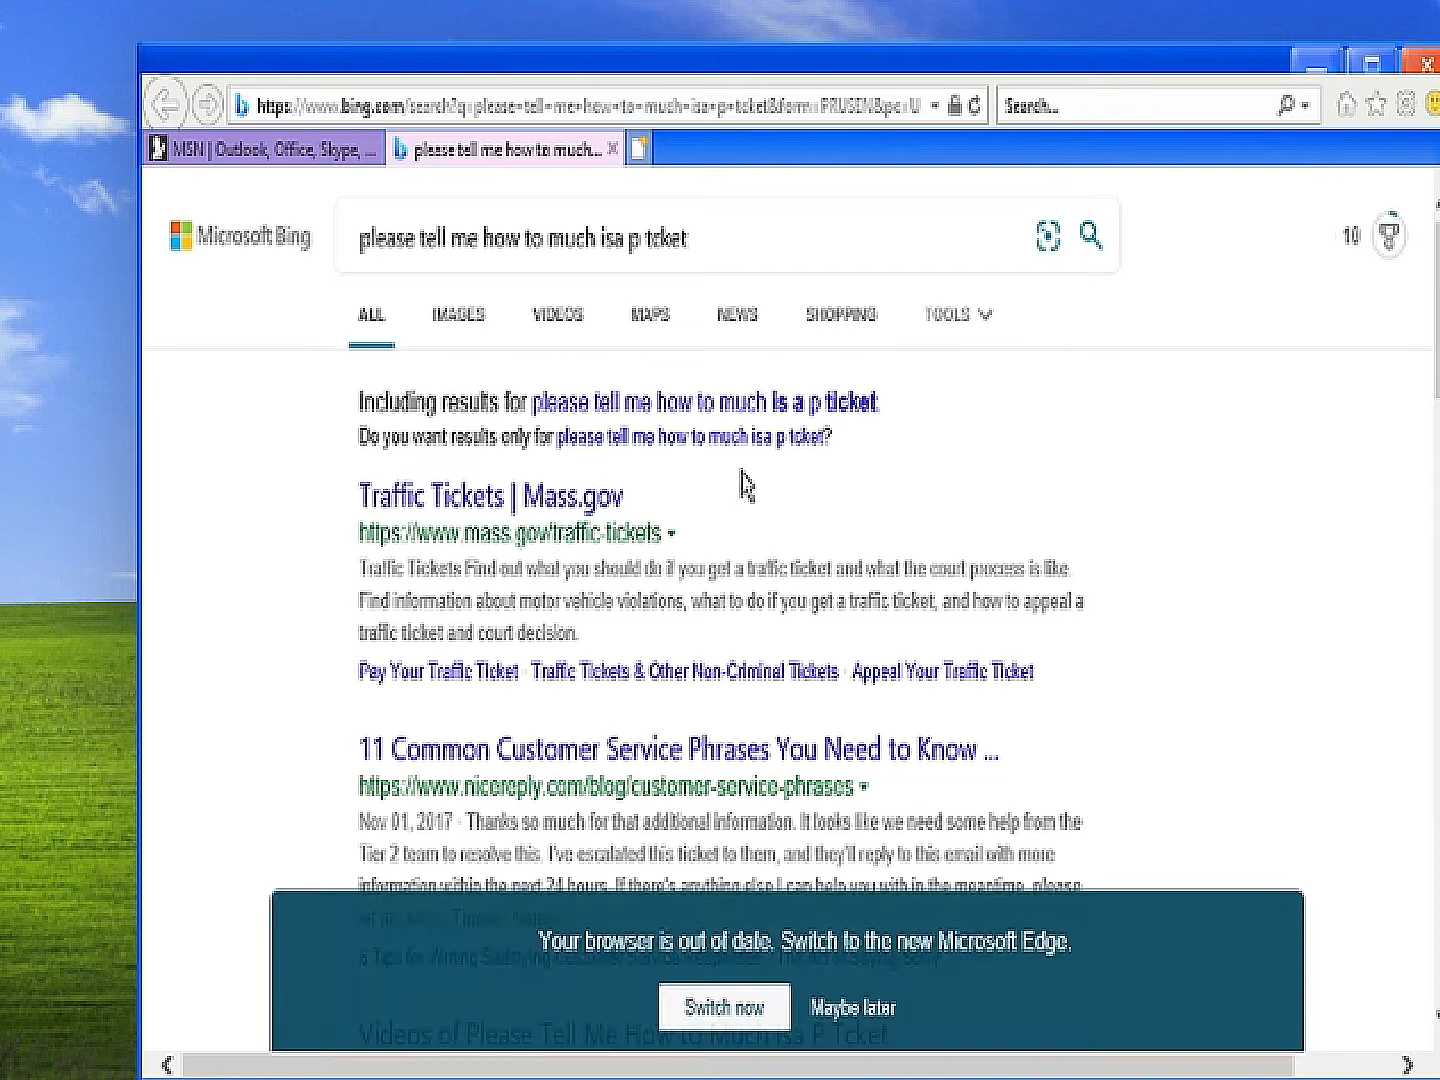 https://www.bing.com/search?q=please+tell+me+how+to+much+isa+p+tcket&form=PRUSEN&pc=U
Search...
MSN | Outlook, Office, Skype, ...
please tell me how to much...
Microsoft Bing
please tell me how to much isa p tcket
10
ALL
IMAGES
VIDEOS
MAPS
NEWS
SHOPPING
TOOLS
Including results for please tell me how to much is a p ticket.
Do you want results only for please tell me how to much isa p tcket?
Traffic Tickets | Mass.gov
https://www.mass.gov/traffic-tickets
Traffic Tickets Find out what you should do if you get a traffic ticket and what the court process is like.
Find information about motor vehicle violations, what to do if you get a traffic ticket, and how to appeal a
traffic ticket and court decision.
Pay Your Traffic Ticket · Traffic Tickets & Other Non-Criminal Tickets · Appeal Your Traffic Ticket
11 Common Customer Service Phrases You Need to Know ...
https://www.nicereply.com/blog/customer-service-phrases
Nov 01, 2017 · Thanks so much for that additional information. It looks like we need some help from the
Tier 2 team to resolve this. I've escalated this ticket to them, and they'll reply to this email with more
information within the next 24 hours. If there's anything else I can help you with in the meantime, please
Your browser is out of date. Switch to the new Microsoft Edge.
Switch now
Maybe later
Videos of Please Tell Me How to Much Isa P Tcket